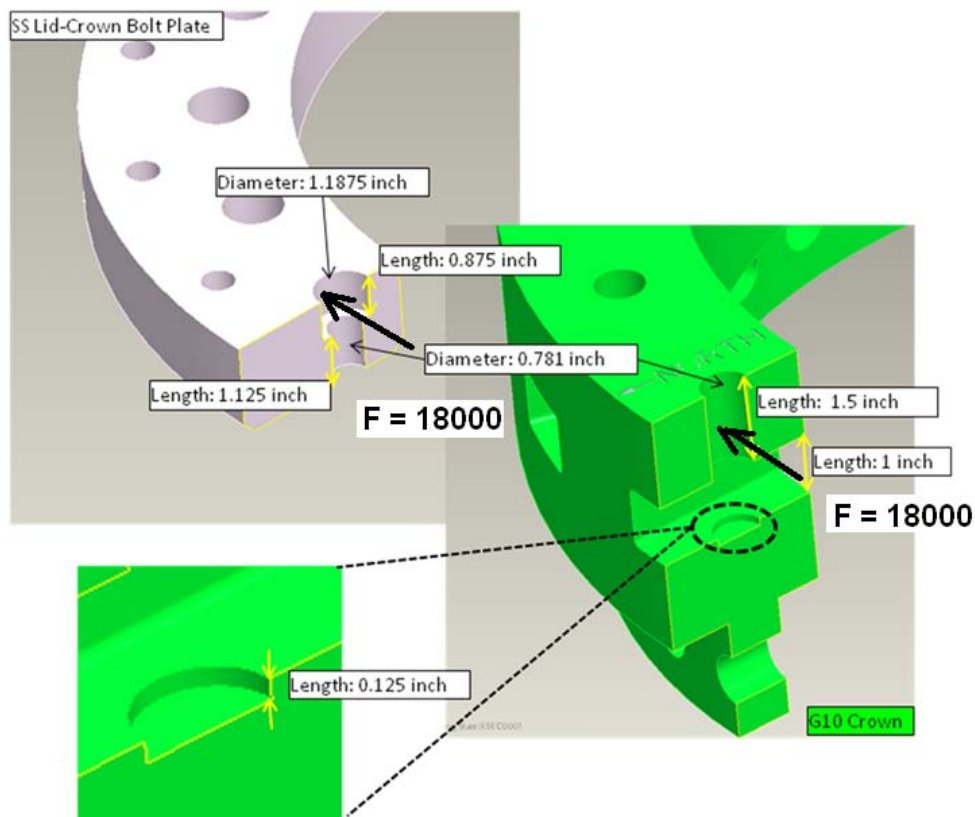 SS Lid-Crown Bolt Plate
Diameter: 1.1875 inch
Length: 0.875 inch
Diameter: 0.781 inch
Length: 1.125 inch
F = 18000
NORTH
Length: 1.5 inch
Length: 1 inch
F = 18000
Length: 0.125 inch
G10 Crown